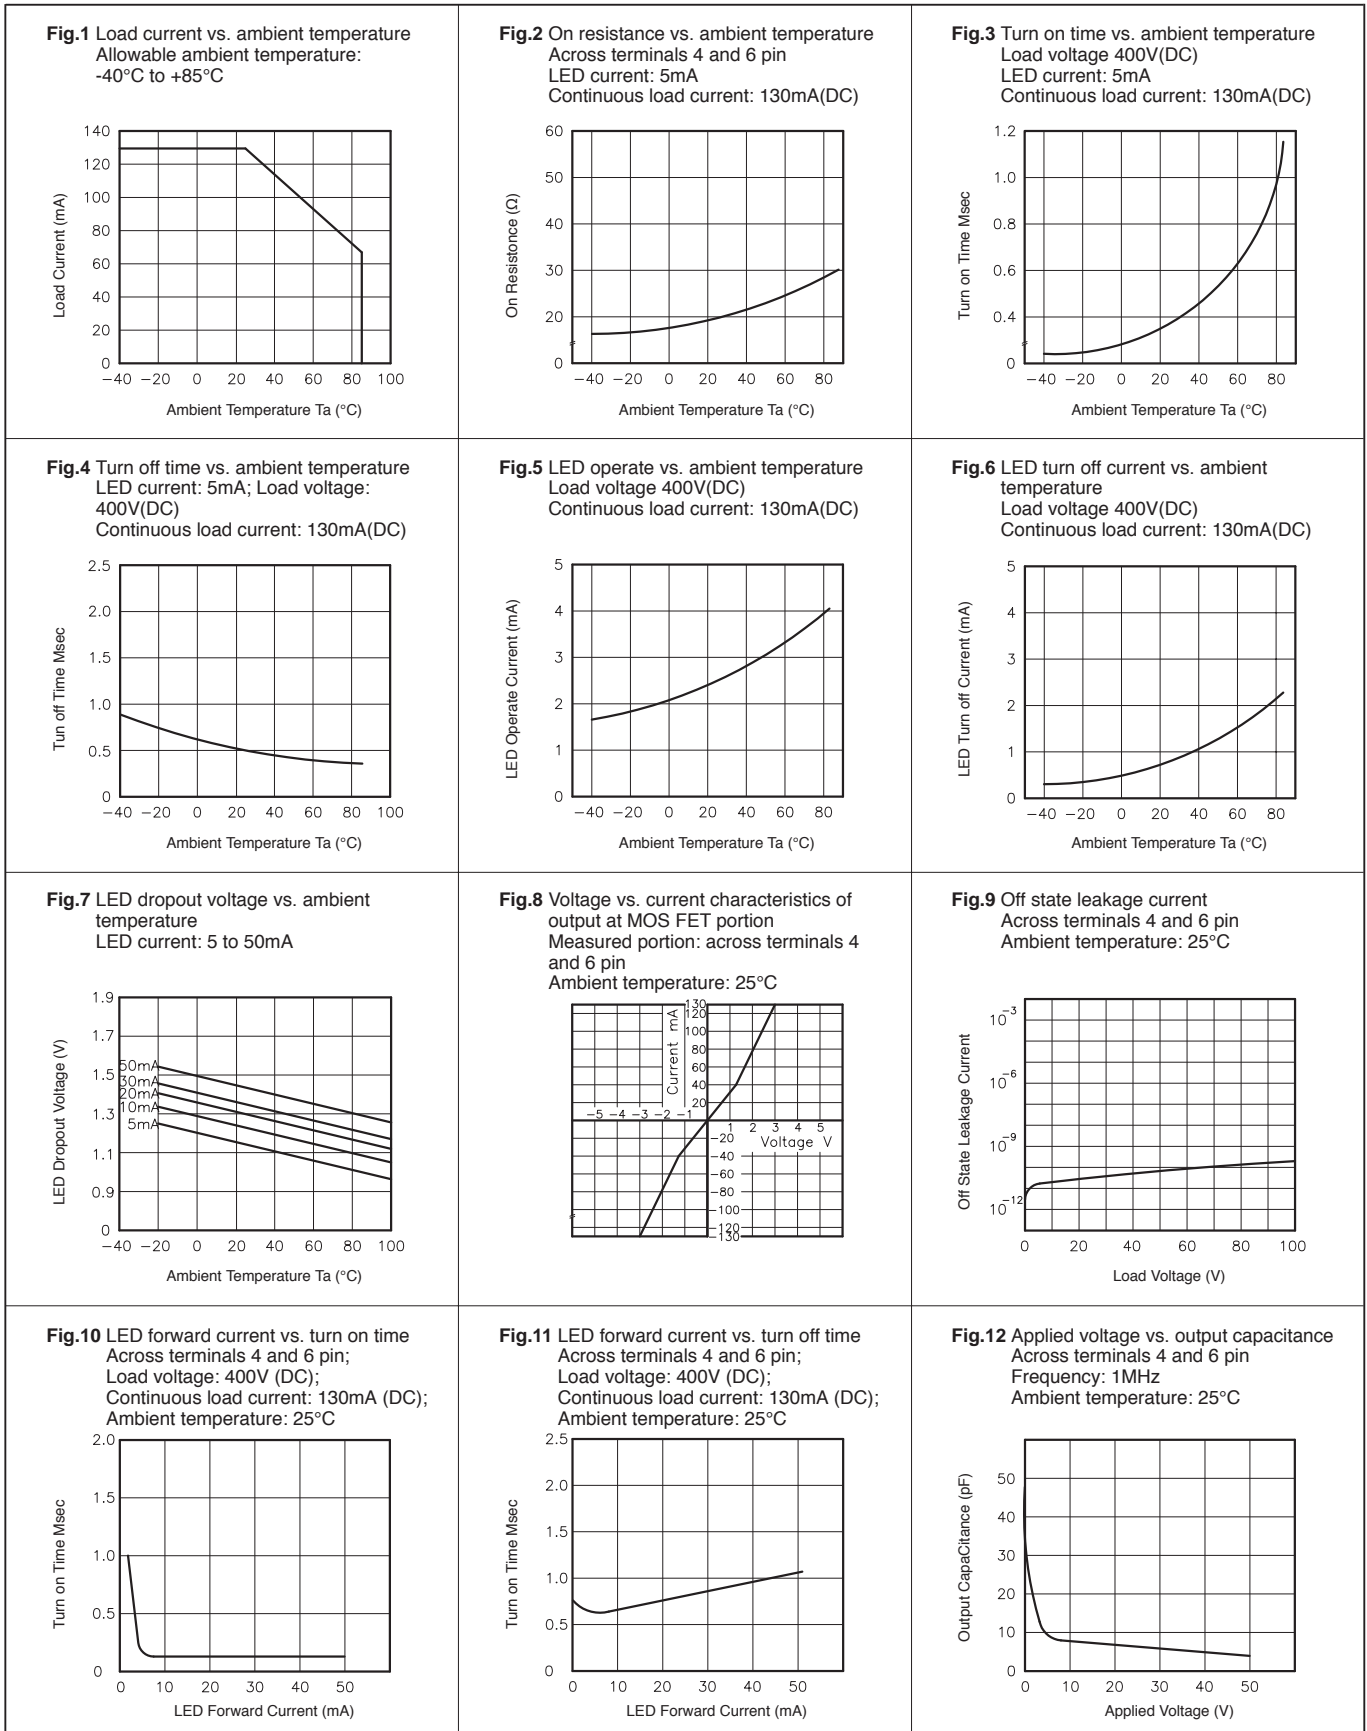 Fig.1 Load current vs. ambient temperature
Allowable ambient temperature:
-40°C to +85°C
140
120
100
80
60
40
20
0
−40 −20 0 20 40 60 80 100
Load Current (mA)
Ambient Temperature Ta (°C)
Fig.2 On resistance vs. ambient temperature
Across terminals 4 and 6 pin
LED current: 5mA
Continuous load current: 130mA(DC)
60
50
40
30
20
0
−40 −20 0 20 40 60 80
On Resistonce (Ω)
Ambient Temperature Ta (°C)
Fig.3 Turn on time vs. ambient temperature
Load voltage 400V(DC)
LED current: 5mA
Continuous load current: 130mA(DC)
1.2
1.0
0.8
0.6
0.4
0
−40 −20 0 20 40 60 80
Turn on Time Msec
Ambient Temperature Ta (°C)
Fig.4 Turn off time vs. ambient temperature
LED current: 5mA; Load voltage:
400V(DC)
Continuous load current: 130mA(DC)
2.5
2.0
1.5
1.0
0.5
0
−40 −20 0 20 40 60 80 100
Tun off Time Msec
Ambient Temperature Ta (°C)
Fig.5 LED operate vs. ambient temperature
Load voltage 400V(DC)
Continuous load current: 130mA(DC)
5
4
3
2
1
0
−40 −20 0 20 40 60 80
LED Operate Current (mA)
Ambient Temperature Ta (°C)
Fig.6 LED turn off current vs. ambient
temperature
Load voltage 400V(DC)
Continuous load current: 130mA(DC)
5
4
3
2
1
0
−40 −20 0 20 40 60 80
LED Turn off Current (mA)
Ambient Temperature Ta (°C)
Fig.7 LED dropout voltage vs. ambient
temperature
LED current: 5 to 50mA
1.9
1.7
1.5
1.3
1.1
0.9
0
50mA
30mA
20mA
10mA
5mA
−40 −20 0 20 40 60 80 100
LED Dropout Voltage (V)
Ambient Temperature Ta (°C)
Fig.8 Voltage vs. current characteristics of
output at MOS FET portion
Measured portion: across terminals 4
and 6 pin
Ambient temperature: 25°C
130
120
100
80
60
40
20
Current mA
−5 −4 −3 −2 −1
1 2 3 4 5
Voltage V
−20
−40
−60
−80
−100
−120
−130
Fig.9 Off state leakage current
Across terminals 4 and 6 pin
Ambient temperature: 25°C
10−3
10−6
10−9
10−12
0 20 40 60 80 100
Off State Leakage Current
Load Voltage (V)
Fig.10 LED forward current vs. turn on time
Across terminals 4 and 6 pin;
Load voltage: 400V (DC);
Continuous load current: 130mA (DC);
Ambient temperature: 25°C
2.0
1.5
1.0
0.5
0
0 10 20 30 40 50
Turn on Time Msec
LED Forward Current (mA)
Fig.11 LED forward current vs. turn off time
Across terminals 4 and 6 pin;
Load voltage: 400V (DC);
Continuous load current: 130mA (DC);
Ambient temperature: 25°C
2.5
2.0
1.5
1.0
0.5
0
0 10 20 30 40 50
Turn on Time Msec
LED Forward Current (mA)
Fig.12 Applied voltage vs. output capacitance
Across terminals 4 and 6 pin
Frequency: 1MHz
Ambient temperature: 25°C
50
40
30
20
10
0
0 10 20 30 40 50
Output CapaCitance (pF)
Applied Voltage (V)